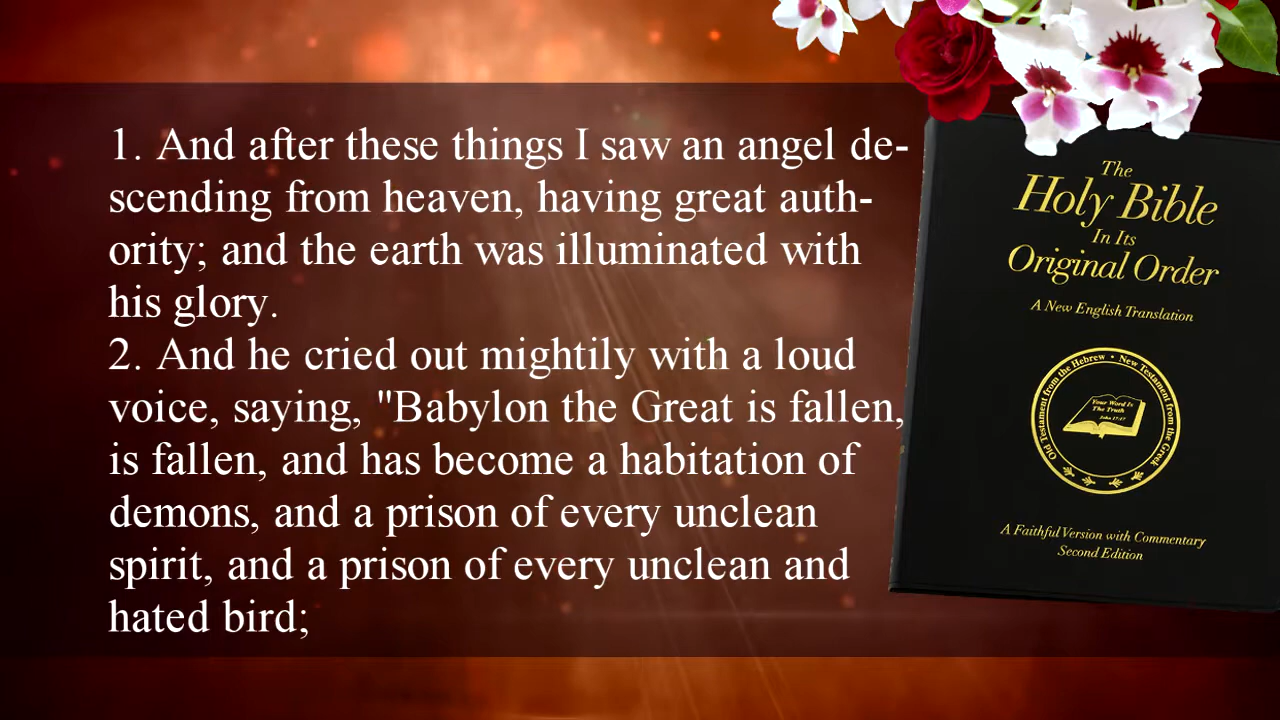 1. And after these things I saw an angel de-
scending from heaven, having great auth-
ority; and the earth was illuminated with
his glory.
2. And he cried out mightily with a loud
voice, saying, "Babylon the Great is fallen,
is fallen, and has become a habitation of
demons, and a prison of every unclean
spirit, and a prison of every unclean and
hated bird;
The
Holy Bible
In Its
Original Order
A New English Translation
Old Testament from the Hebrew • New Testament from the Greek
Your Word Is
The Truth
John 17:17
A Faithful Version with Commentary
Second Edition